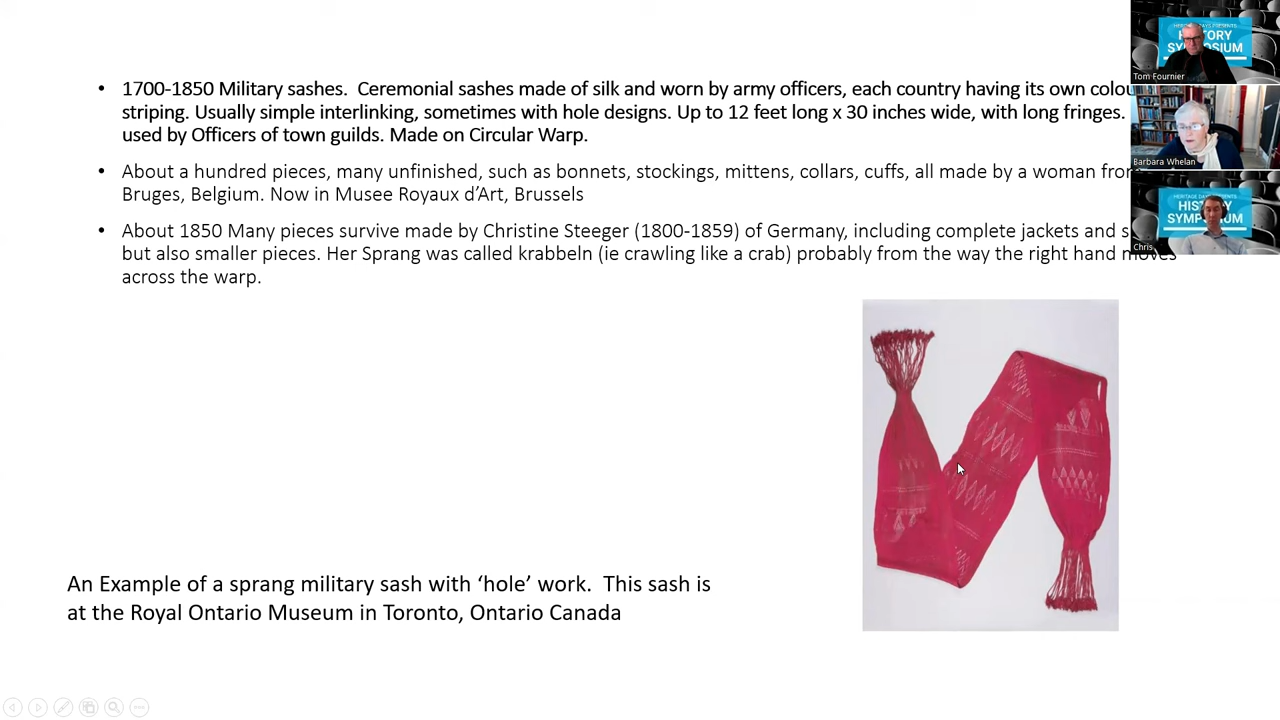 • 1700-1850 Military sashes.  Ceremonial sashes made of silk and worn by army officers, each country having its own
striping. Usually simple interlinking, sometimes with hole designs. Up to 12 feet long x 30 inches wide, with long fringes.
used by Officers of town guilds. Made on Circular Warp.
• About a hundred pieces, many unfinished, such as bonnets, stockings, mittens, collars, cuffs, all made by a woman
Bruges, Belgium. Now in Musee Royaux d’Art, Brussels
• About 1850 Many pieces survive made by Christine Steeger (1800-1859) of Germany, including complete jackets and
but also smaller pieces. Her Sprang was called krabbeln (ie crawling like a crab) probably from the way the right hand moves
across the warp.
An Example of a sprang military sash with ‘hole’ work.  This sash is
at the Royal Ontario Museum in Toronto, Ontario Canada
Tom Fournier
Barbara Whelan
HERITAGE DAYS PRESENTS
SYMPOSIUM
Chris